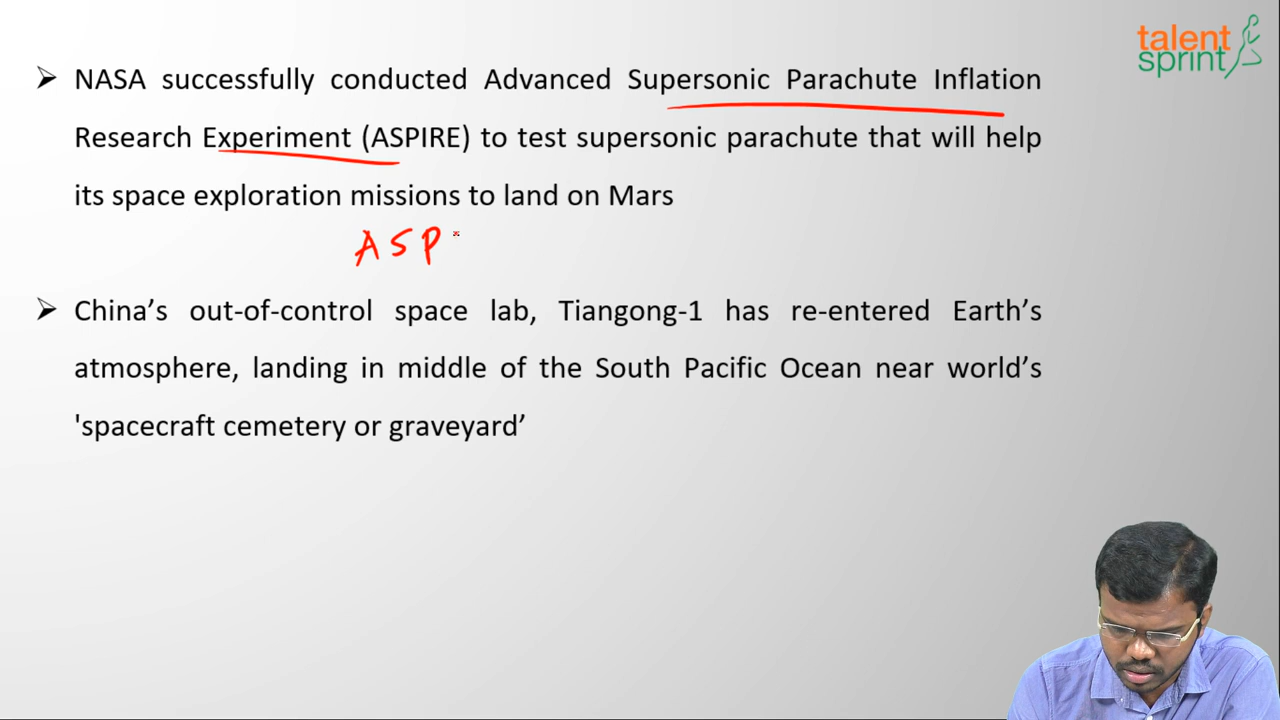 talent
sprint
➢ NASA successfully conducted Advanced Supersonic Parachute Inflation
Research Experiment (ASPIRE) to test supersonic parachute that will help
its space exploration missions to land on Mars
ASP
➢ China’s out-of-control space lab, Tiangong-1 has re-entered Earth’s
atmosphere, landing in middle of the South Pacific Ocean near world’s
'spacecraft cemetery or graveyard’